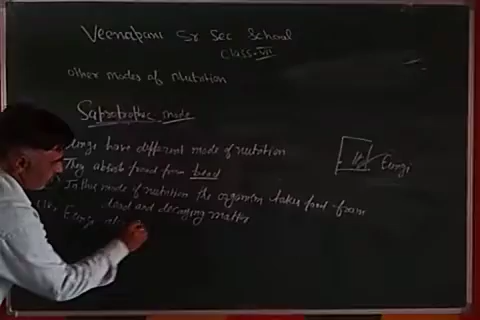 Veenapani Sr Sec School
Class-VII
Other modes of Nutrition
Saprotrophic mode
have different mode of nutrition
They absorb food from bead
Fungi
In this mode of nutrition the organism takes food from
dead and decaying matter
Fungi